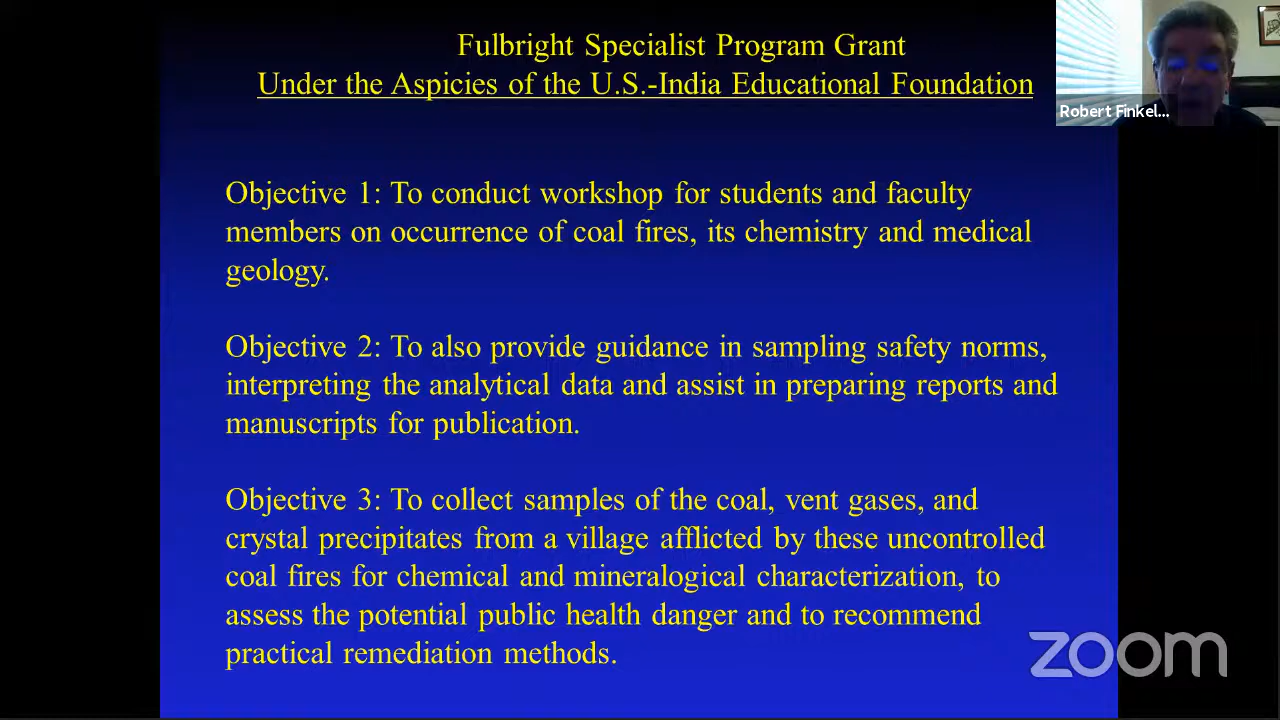 Fulbright Specialist Program Grant
Under the Aspicies of the U.S.-India Educational Foundation
Robert Finkel...
Objective 1: To conduct workshop for students and faculty
members on occurrence of coal fires, its chemistry and medical
geology.
Objective 2: To also provide guidance in sampling safety norms,
interpreting the analytical data and assist in preparing reports and
manuscripts for publication.
Objective 3: To collect samples of the coal, vent gases, and
crystal precipitates from a village afflicted by these uncontrolled
coal fires for chemical and mineralogical characterization, to
assess the potential public health danger and to recommend
practical remediation methods.
zoom